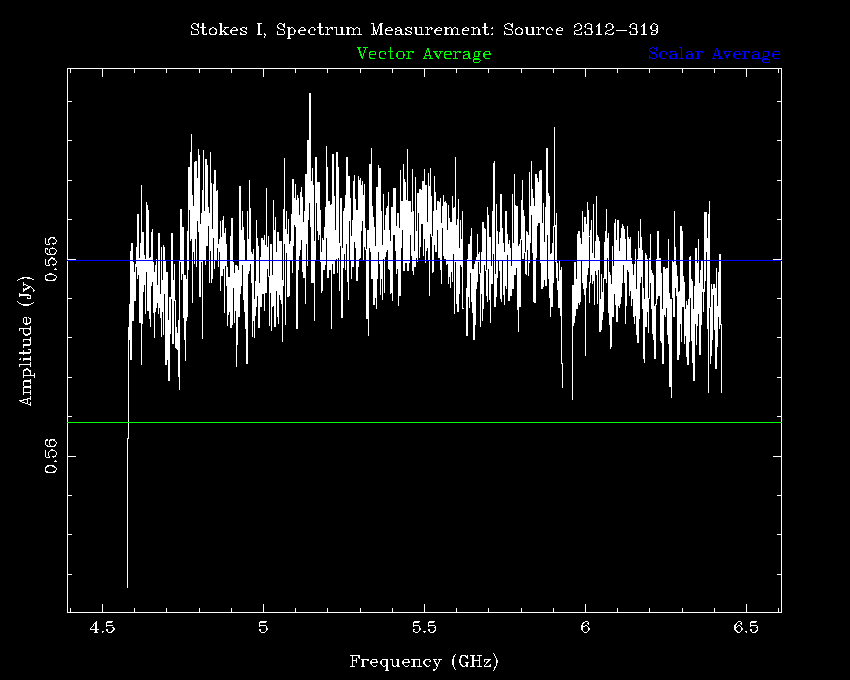 Stokes I, Spectrum Measurement: Source 2312-319
Vector Average Scalar Average
0.565
0.56
Amplitude (Jy)
4.5 5 5.5 6 6.5
Frequency (GHz)